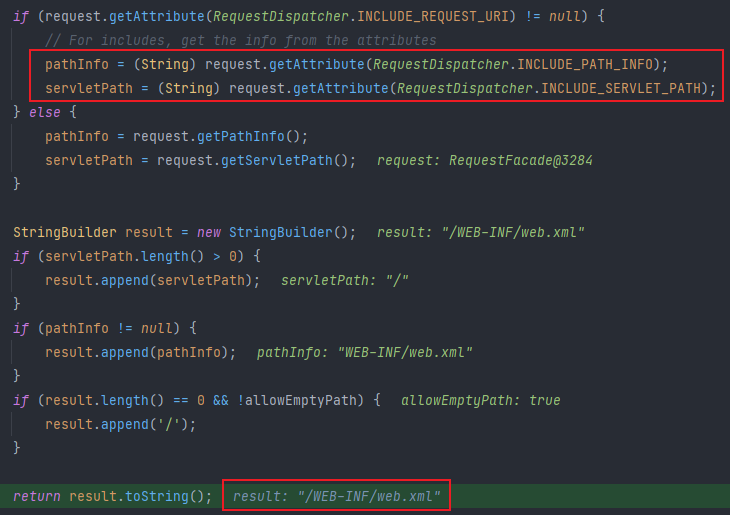 if (request.getAttribute(RequestDispatcher.INCLUDE_REQUEST_URI) != null) {
// For includes, get the info from the attributes
pathInfo = (String) request.getAttribute(RequestDispatcher.INCLUDE_PATH_INFO);
servletPath = (String) request.getAttribute(RequestDispatcher.INCLUDE_SERVLET_PATH);
} else {
pathInfo = request.getPathInfo();
servletPath = request.getServletPath(); request: RequestFacade@3284
}
StringBuilder result = new StringBuilder(); result: "/WEB-INF/web.xml"
if (servletPath.length() > 0) {
result.append(servletPath); servletPath: "/"
}
if (pathInfo != null) {
result.append(pathInfo); pathInfo: "WEB-INF/web.xml"
}
if (result.length() == 0 && !allowEmptyPath) { allowEmptyPath: true
result.append('/');
}
return result.toString(); result: "/WEB-INF/web.xml"